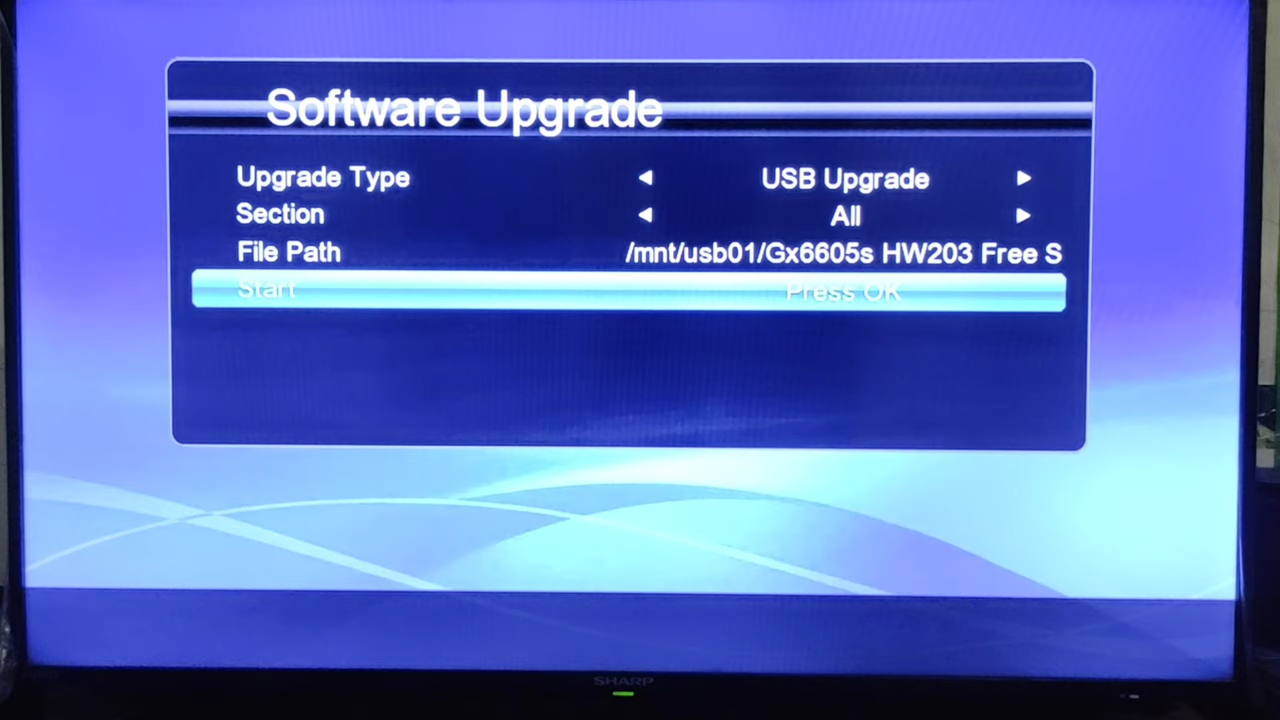 Software Upgrade
Upgrade Type USB Upgrade
Section All
File Path /mnt/usb01/Gx6605s HW203 Free S
Start Press OK
SHARP